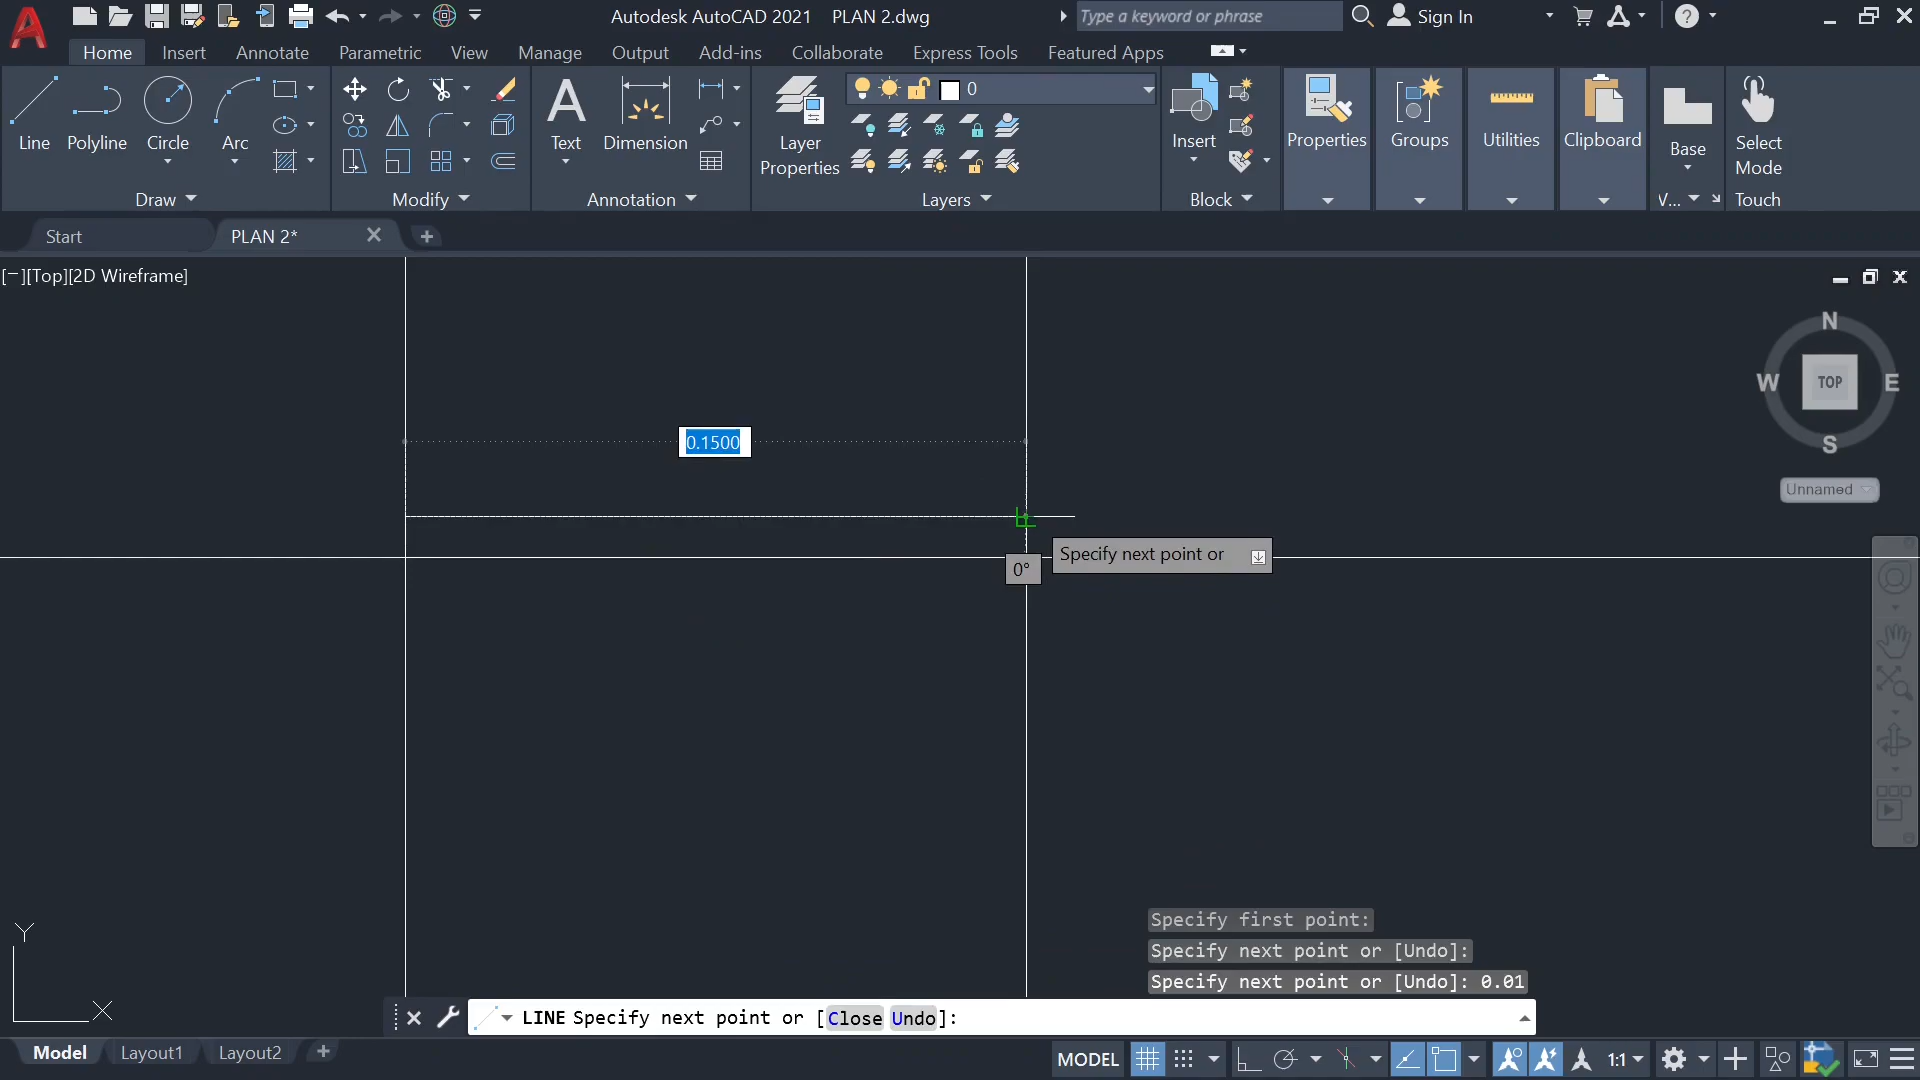 Autodesk AutoCAD 2021 PLAN 2.dwg
Type a keyword or phrase
Sign In
Home Insert Annotate Parametric View Manage Output Add-ins Collaborate Express Tools Featured Apps
Line Polyline Circle Arc
Text Dimension
Layer Properties
0
Insert
Properties Groups Utilities Clipboard Base
Select Mode
Draw Modify Annotation Layers Block V... Touch
Start PLAN 2*
[−][Top][2D Wireframe]
N
W TOP E
S
Unnamed
0.1500
Specify next point or
0°
Y
X
Specify first point:
Specify next point or [Undo]:
Specify next point or [Undo]: 0.01
LINE Specify next point or [Close Undo]:
Model Layout1 Layout2
MODEL 1:1